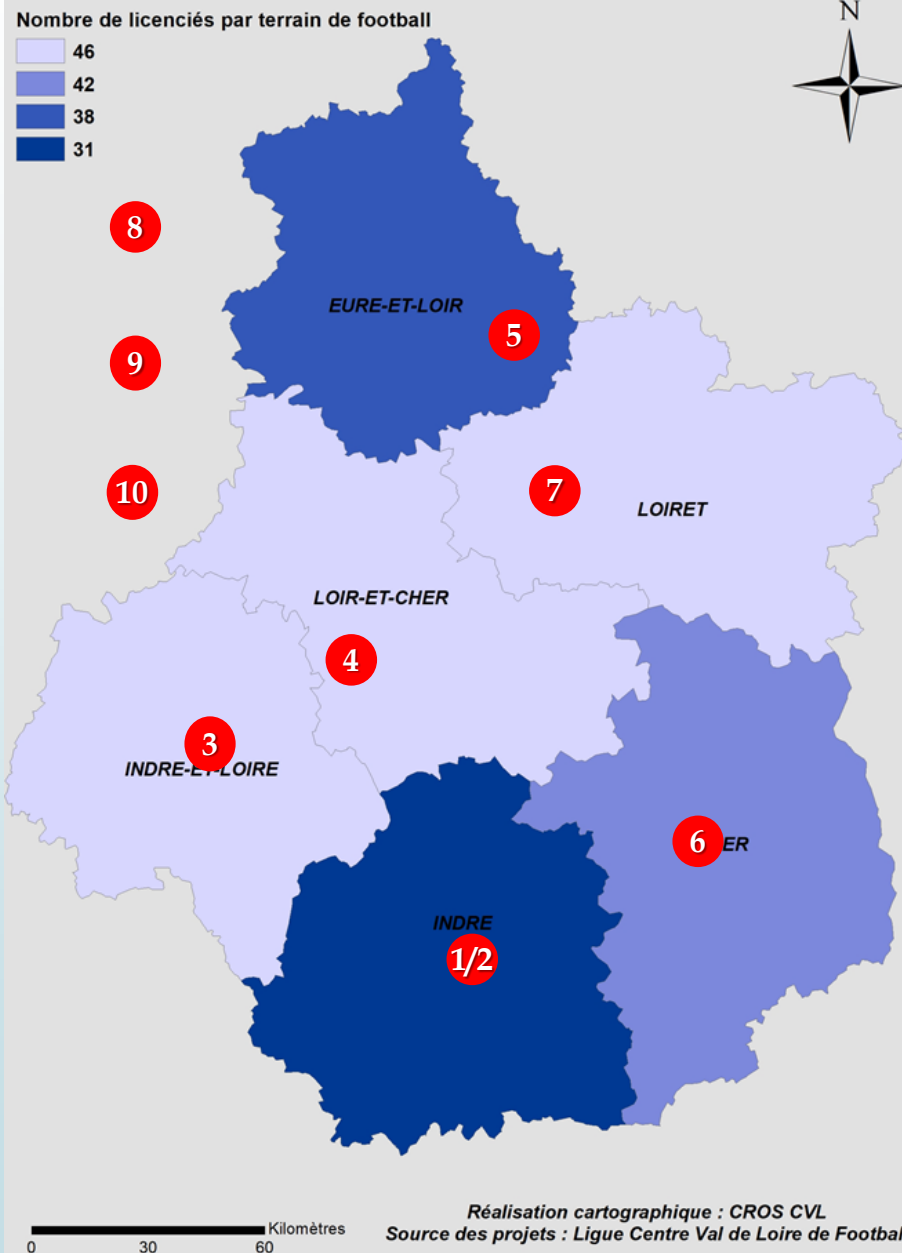 Nombre de licenciés par terrain de football
46
42
38
31
N
8
EURE-ET-LOIR
5
9
10
7
LOIRET
LOIR-ET-CHER
4
3
INDRE-ET-LOIRE
6
ER
INDRE
1/2
Réalisation cartographique : CROS CVL
Kilomètres
Source des projets : Ligue Centre Val de Loire de Footbal
0
30
60